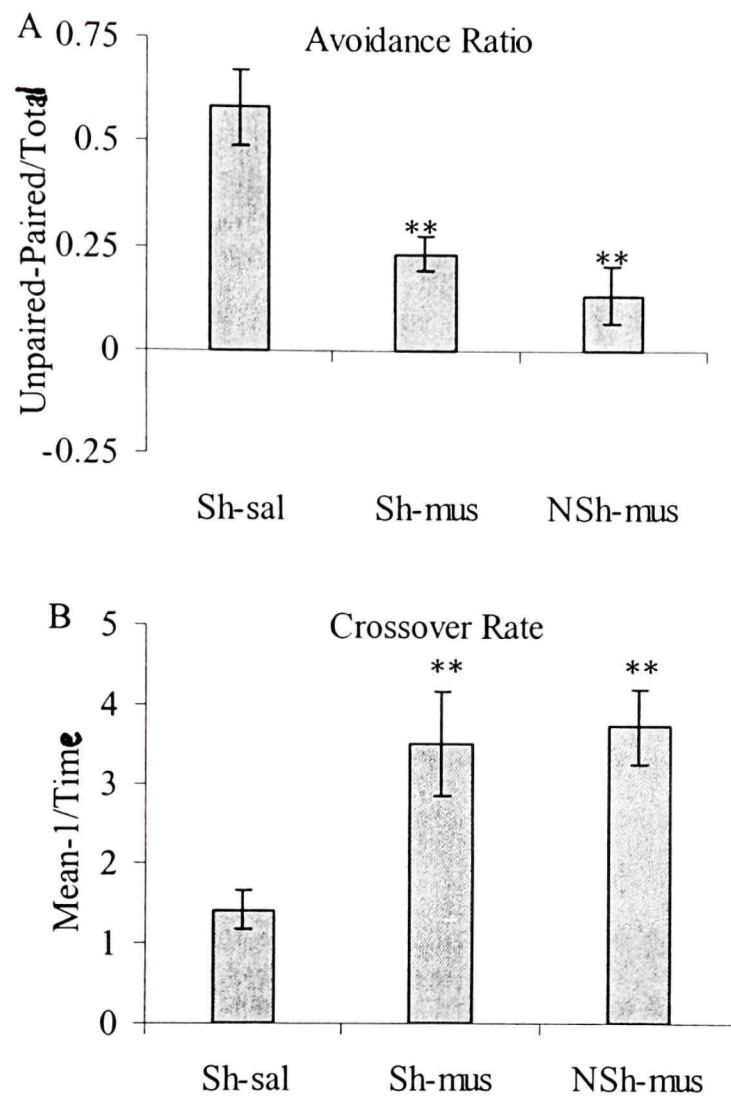 A
Avoidance Ratio
Unpaired-Paired/Total
0.75
0.5
0.25
0
-0.25
**
**
Sh-sal Sh-mus NSh-mus
B
Crossover Rate
Mean-1/Time
5
4
3
2
1
0
**
**
Sh-sal Sh-mus NSh-mus